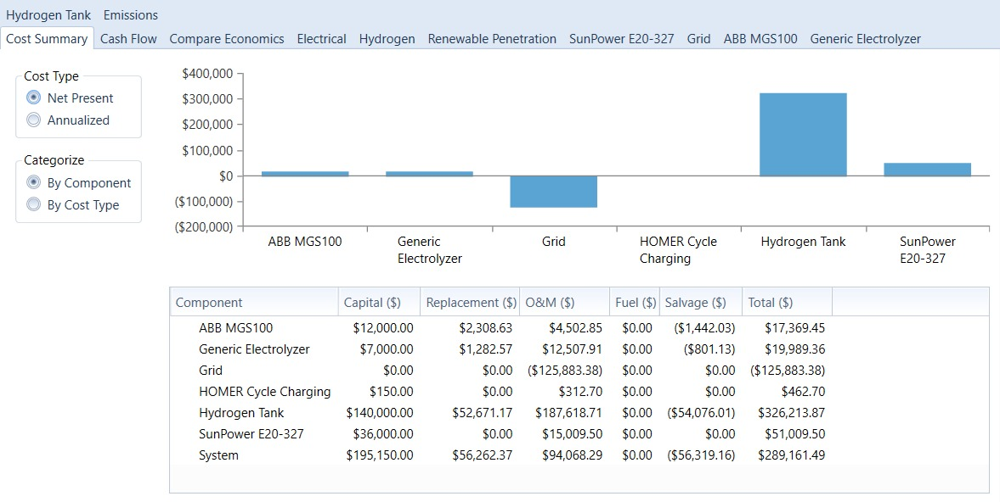 Hydrogen Tank Emissions
Cost Summary Cash Flow Compare Economics Electrical Hydrogen Renewable Penetration SunPower E20-327 Grid ABB MGS100 Generic Electrolyzer
Cost Type
Net Present
Annualized
Categorize
By Component
By Cost Type
$400,000
$300,000
$200,000
$100,000
$0
($100,000)
($200,000)
ABB MGS100 Generic Grid HOMER Cycle Hydrogen Tank SunPower
Electrolyzer Charging E20-327
Component Capital ($) Replacement ($) O&M ($) Fuel ($) Salvage ($) Total ($)
ABB MGS100 $12,000.00 $2,308.63 $4,502.85 $0.00 ($1,442.03) $17,369.45
Generic Electrolyzer $7,000.00 $1,282.57 $12,507.91 $0.00 ($801.13) $19,989.36
Grid $0.00 $0.00 ($125,883.38) $0.00 $0.00 ($125,883.38)
HOMER Cycle Charging $150.00 $0.00 $312.70 $0.00 $0.00 $462.70
Hydrogen Tank $140,000.00 $52,671.17 $187,618.71 $0.00 ($54,076.01) $326,213.87
SunPower E20-327 $36,000.00 $0.00 $15,009.50 $0.00 $0.00 $51,009.50
System $195,150.00 $56,262.37 $94,068.29 $0.00 ($56,319.16) $289,161.49